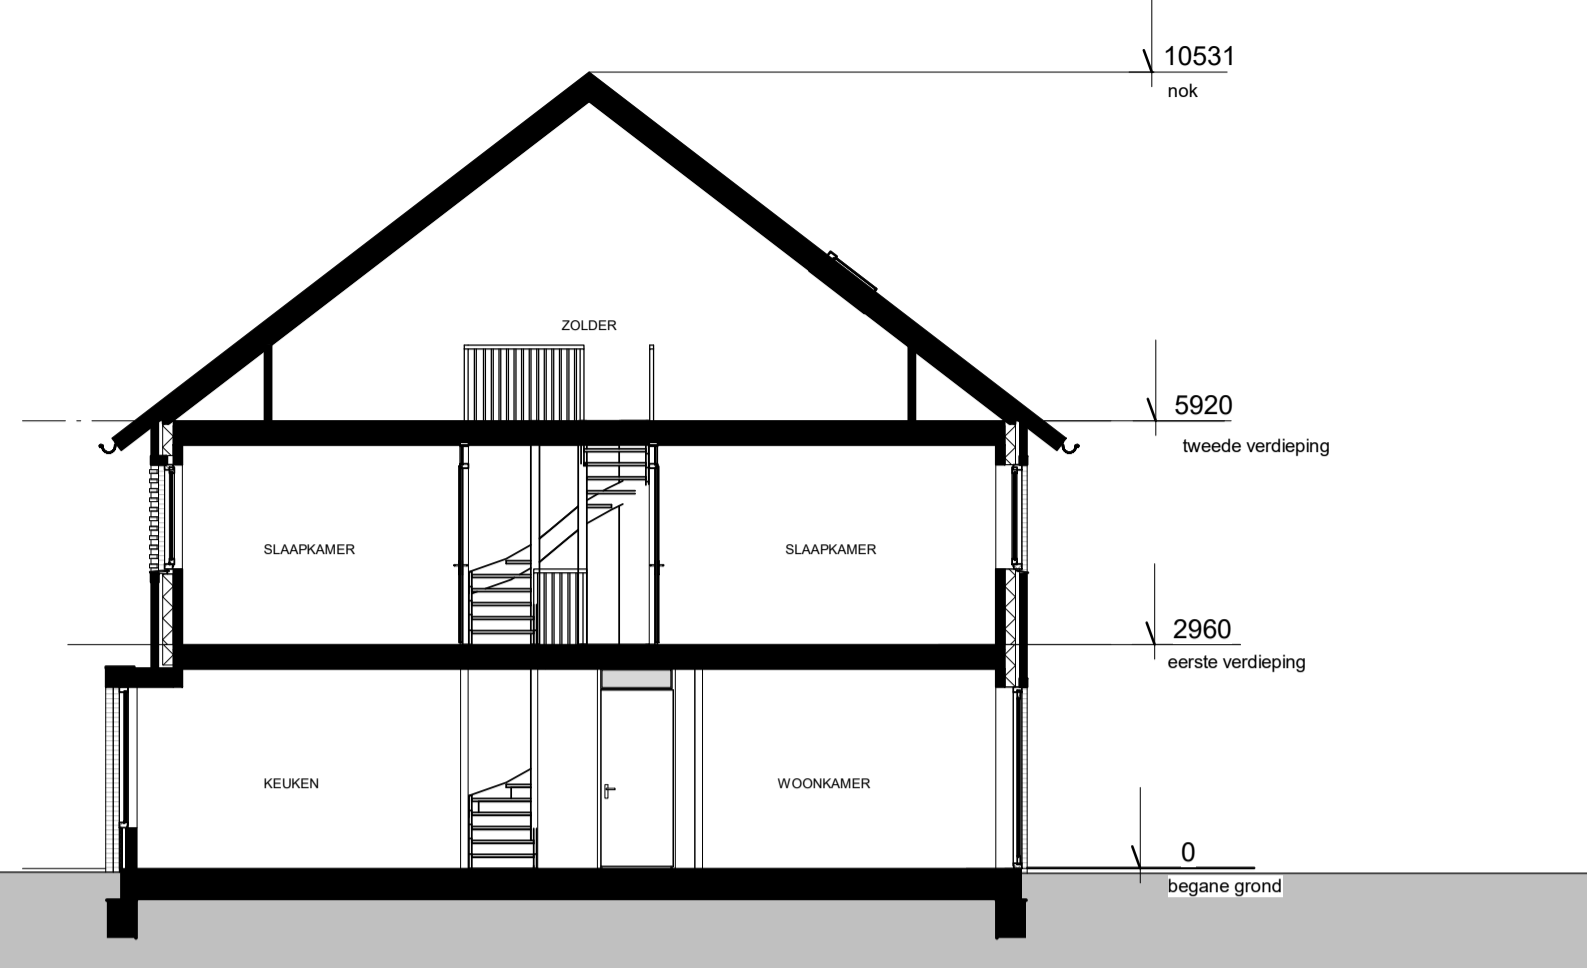 10531
nok
ZOLDER
5920
tweede verdieping
SLAAPKAMER
SLAAPKAMER
2960
eerste verdieping
KEUKEN
WOONKAMER
0
begane grond